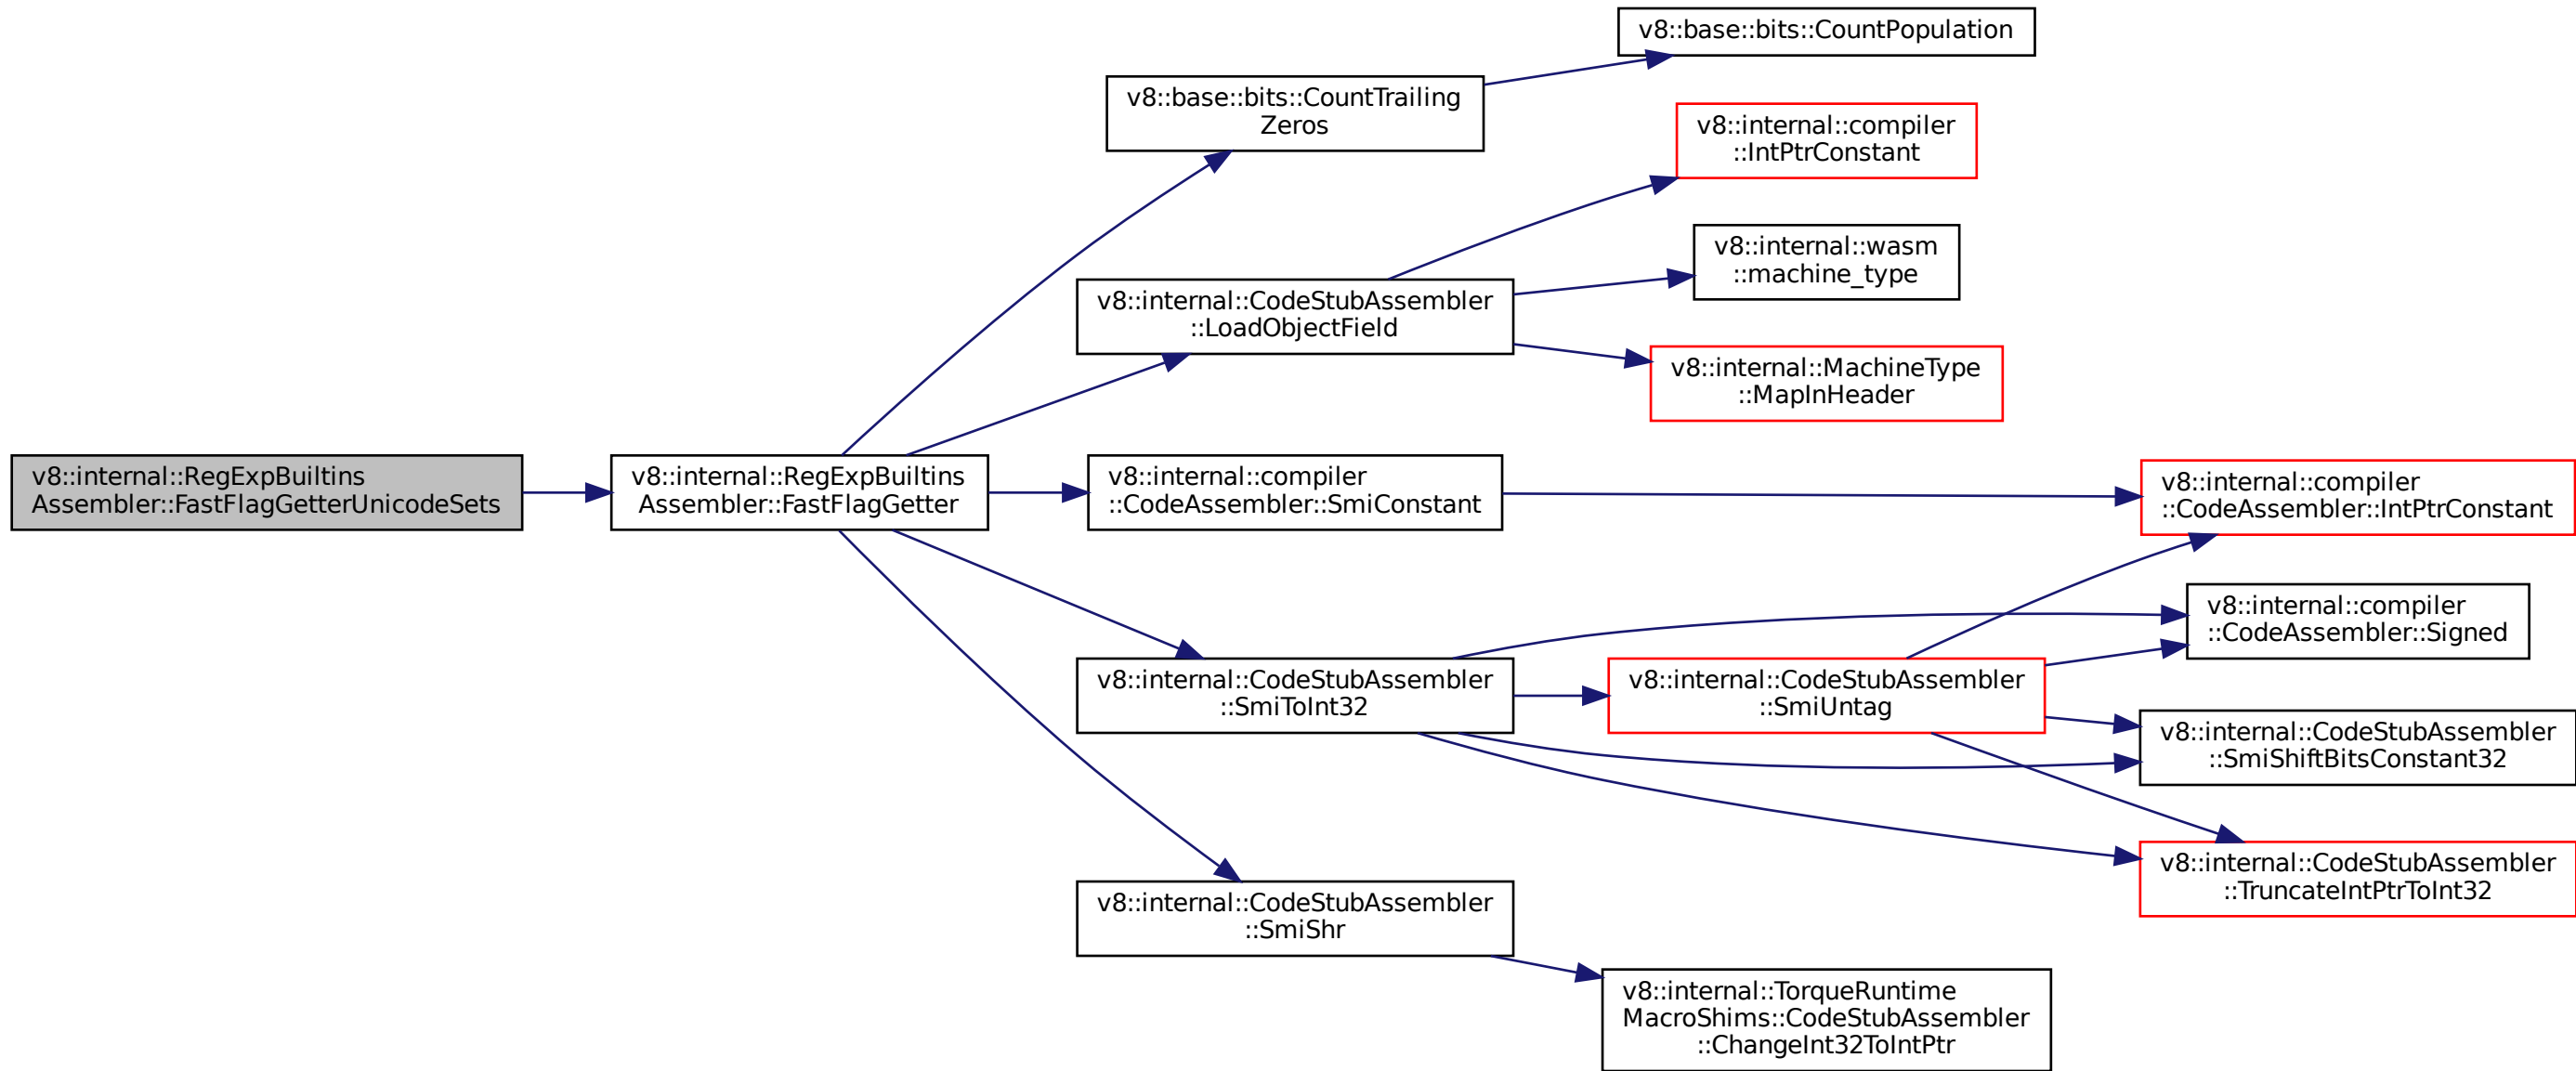 v8::internal::RegExpBuiltins
Assembler::FastFlagGetterUnicodeSets
v8::internal::RegExpBuiltins
Assembler::FastFlagGetter
v8::base::bits::CountTrailing
Zeros
v8::base::bits::CountPopulation
v8::internal::CodeStubAssembler
::LoadObjectField
v8::internal::compiler
::IntPtrConstant
v8::internal::wasm
::machine_type
v8::internal::MachineType
::MapInHeader
v8::internal::compiler
::CodeAssembler::SmiConstant
v8::internal::compiler
::CodeAssembler::IntPtrConstant
v8::internal::CodeStubAssembler
::SmiToInt32
v8::internal::CodeStubAssembler
::SmiUntag
v8::internal::compiler
::CodeAssembler::Signed
v8::internal::CodeStubAssembler
::SmiShiftBitsConstant32
v8::internal::CodeStubAssembler
::TruncateIntPtrToInt32
v8::internal::CodeStubAssembler
::SmiShr
v8::internal::TorqueRuntime
MacroShims::CodeStubAssembler
::ChangeInt32ToIntPtr